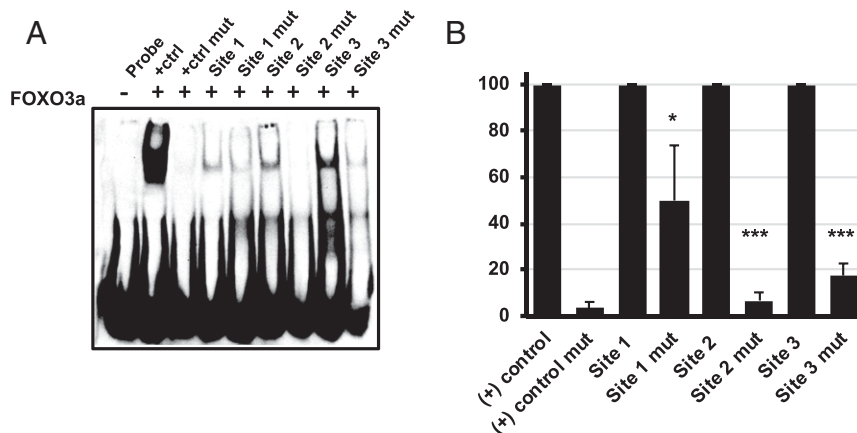 A
Probe
+ctrl
+ctrl mut
Site 1
Site 1 mut
Site 2
Site 2 mut
Site 3
Site 3 mut
FOXO3a - + + + + + + + +
B
100
80
60
40
20
0
*
***
***
(+) control
(+) control mut
Site 1
Site 1 mut
Site 2
Site 2 mut
Site 3
Site 3 mut